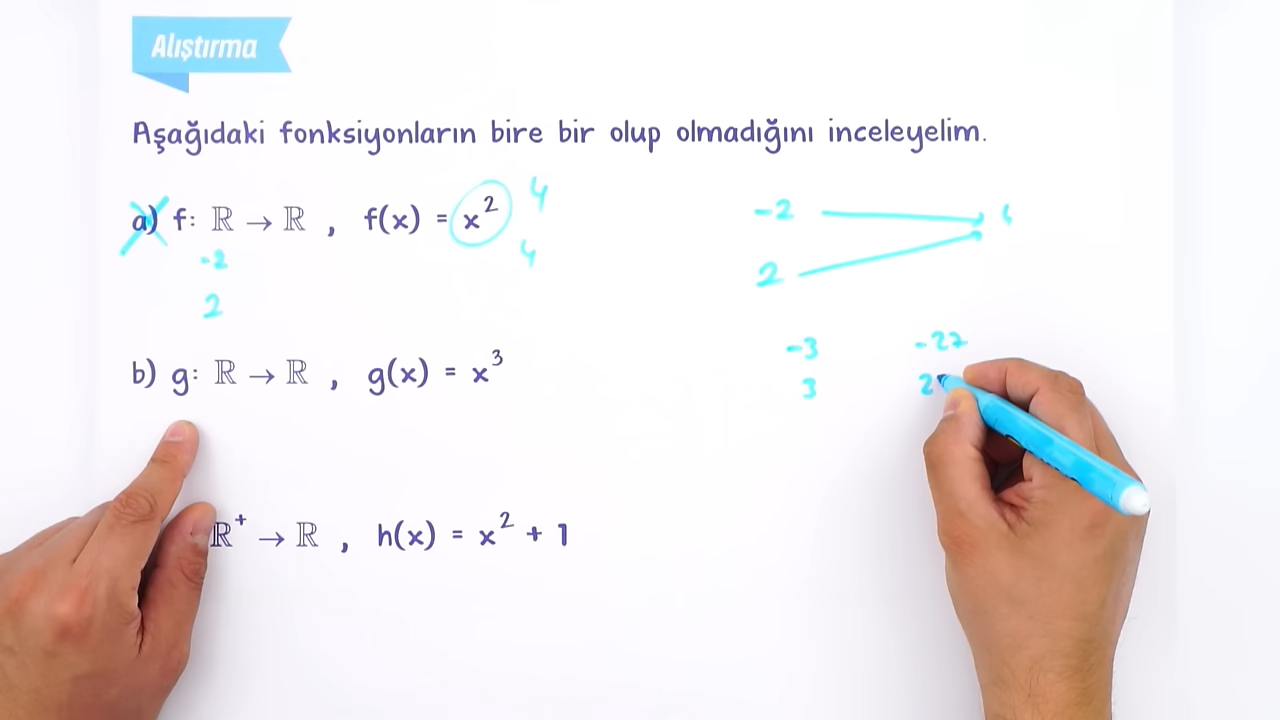 Alıştırma
Aşağıdaki fonksiyonların bire bir olup olmadığını inceleyelim.
a) f: ℝ → ℝ , f(x) = x² 4
4
-2
2
-2
2
b) g: ℝ → ℝ , g(x) = x³
-3 -27
3 2
ℝ⁺ → ℝ , h(x) = x² + 1